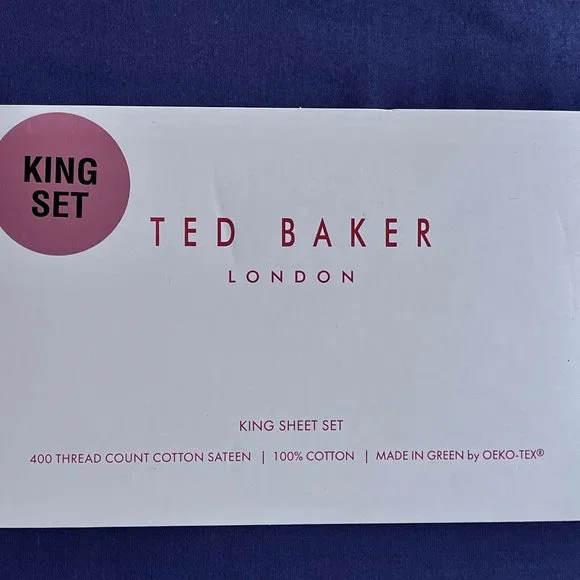 KING
SET
TED BAKER
LONDON
KING SHEET SET
400 THREAD COUNT COTTON SATEEN | 100% COTTON | MADE IN GREEN by OEKO-TEX®